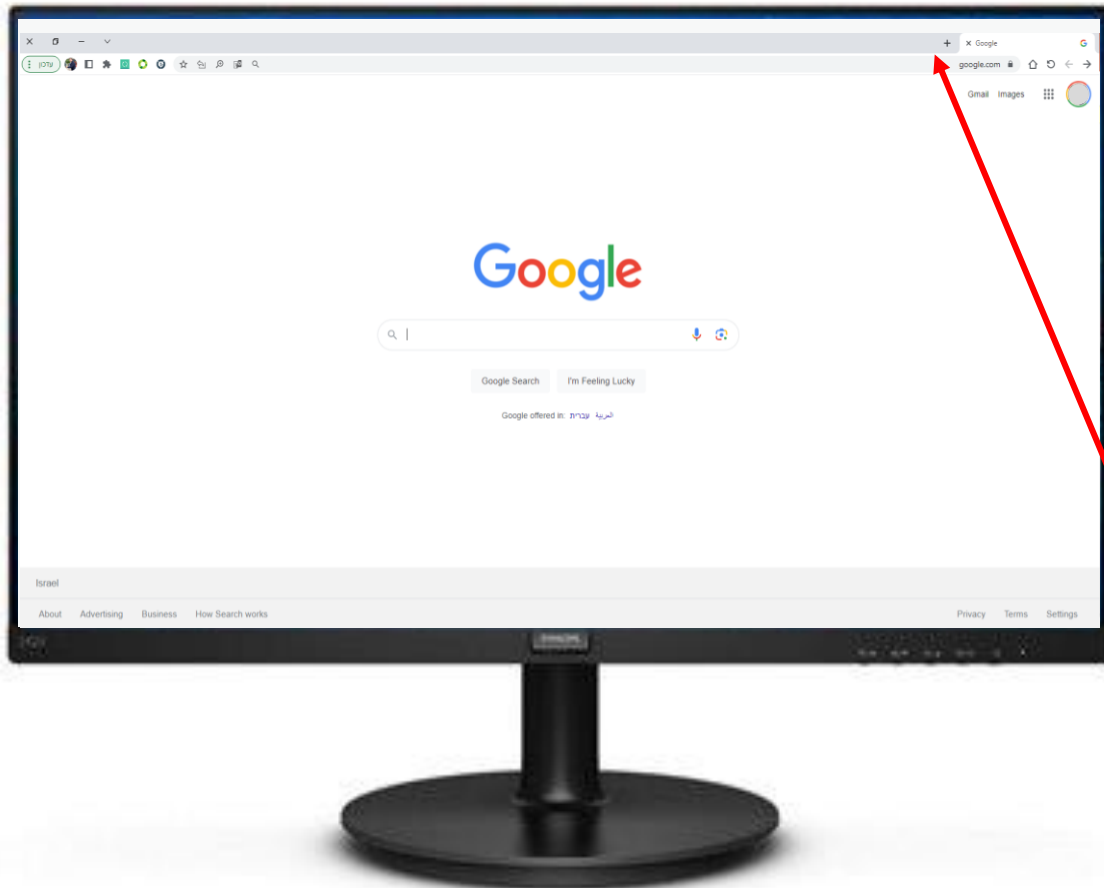 Google
עדכון
google.com
Gmail Images
Google
Google Search I'm Feeling Lucky
Google offered in: עברית العربية
Israel
About Advertising Business How Search works
Privacy Terms Settings